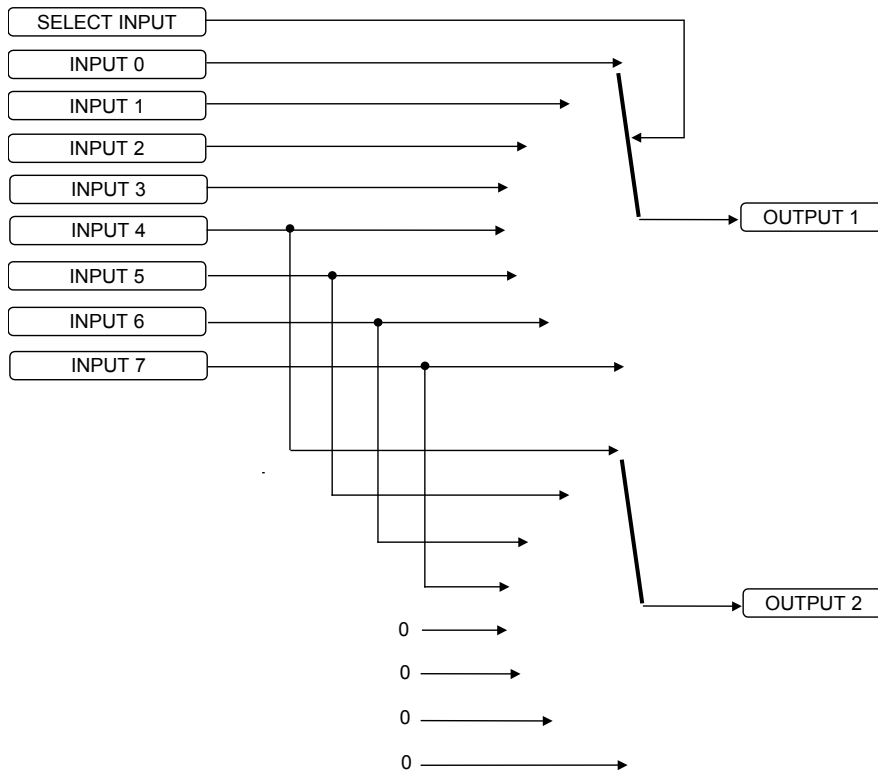 SELECT INPUT
INPUT 0
INPUT 1
INPUT 2
INPUT 3
INPUT 4
OUTPUT 1
INPUT 5
INPUT 6
INPUT 7
OUTPUT 2
0
0
0
0